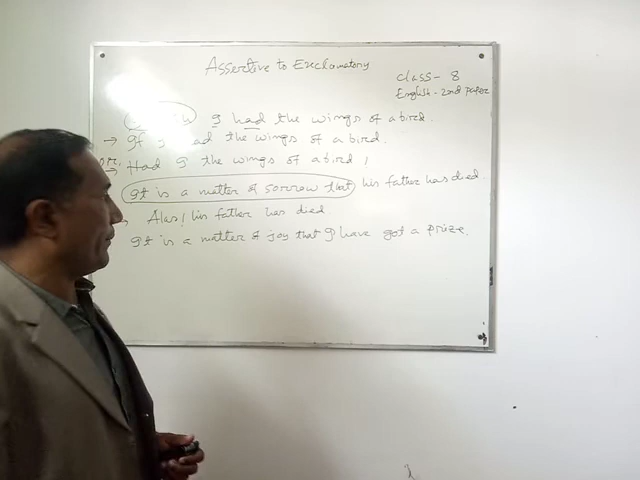 Assertive to Exclamatory
Class - 8
English - 2nd paper
I had the wings of a bird.
→ If I had the wings of a bird.
or,
→ Had I the wings of a bird!
It is a matter of sorrow that his father has died.
Alas! his father has died.
It is a matter of joy that I have got a prize.